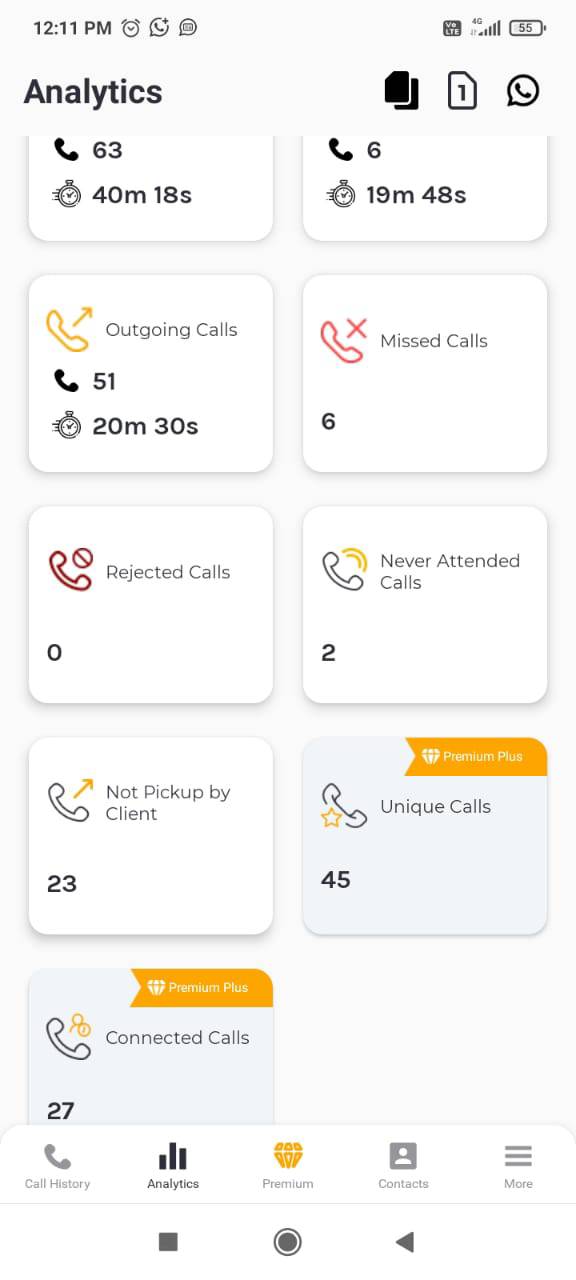 12:11 PM
Vo LTE 4G 55
Analytics
1
63
6
40m 18s
19m 48s
Outgoing Calls
Missed Calls
51
20m 30s
6
Rejected Calls
Never Attended
Calls
0
2
Not Pickup by
Client
Premium Plus
Unique Calls
23
45
Premium Plus
Connected Calls
27
Call History
Analytics
Premium
Contacts
More